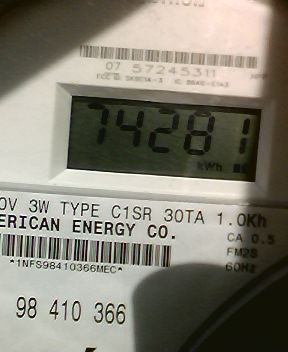 07 57245311
74281
kWh
0V 3W TYPE C1SR 30TA 1.0Kh
ERICAN ENERGY CO.
CA 0.5
FM2S
60Hz
*1NFS98410366MEC*
98 410 366